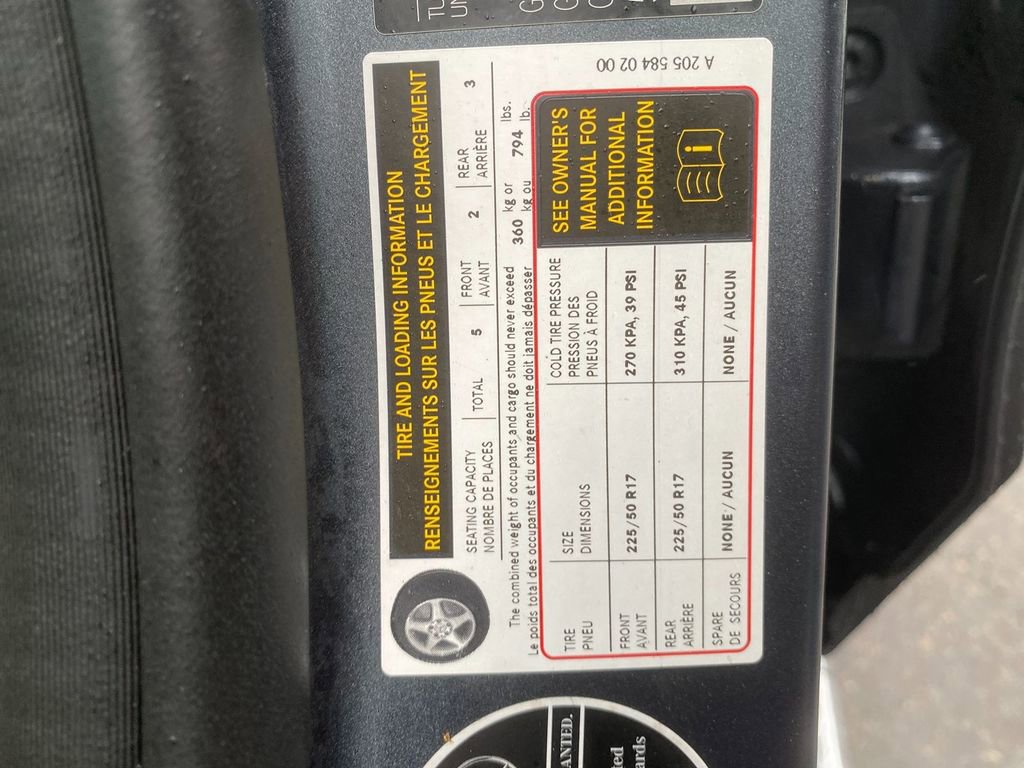 TIRE AND LOADING INFORMATION
RENSEIGNEMENTS SUR LES PNEUS ET LE CHARGEMENT
SEATING CAPACITY TOTAL 5 FRONT 2 REAR 3
NOMBRE DE PLACES AVANT ARRIÈRE
The combined weight of occupants and cargo should never exceed 360 kg or 794 lbs.
Le poids total des occupants et du chargement ne doit jamais dépasser kg ou lb.
TIRE SIZE COLD TIRE PRESSURE
PNEU DIMENSIONS PRESSION DES
PNEUS À FROID
FRONT 225/50 R17 270 KPA, 39 PSI
AVANT
REAR 225/50 R17 310 KPA, 45 PSI
ARRIÈRE
SPARE NONE / AUCUN NONE / AUCUN
DE SECOURS
SEE OWNER'S
MANUAL FOR
ADDITIONAL
INFORMATION
A 205 584 02 00